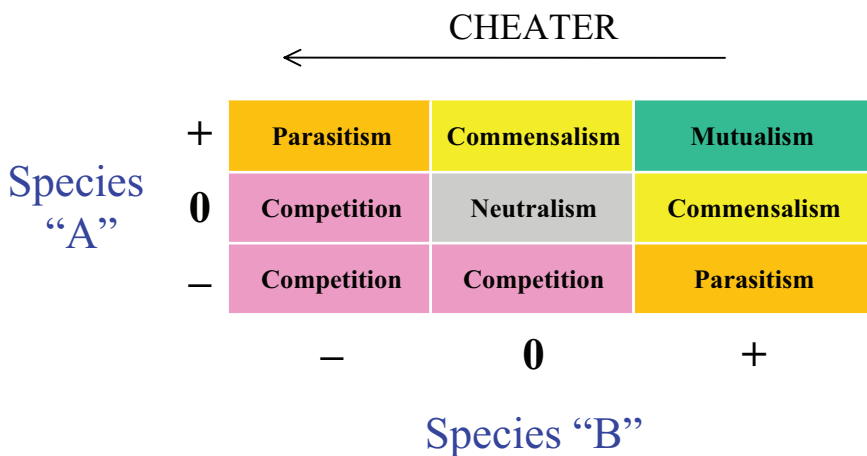 CHEATER
+ Parasitism Commensalism Mutualism
Species
“A”
0 Competition Neutralism Commensalism
– Competition Competition Parasitism
– 0 +
Species “B”